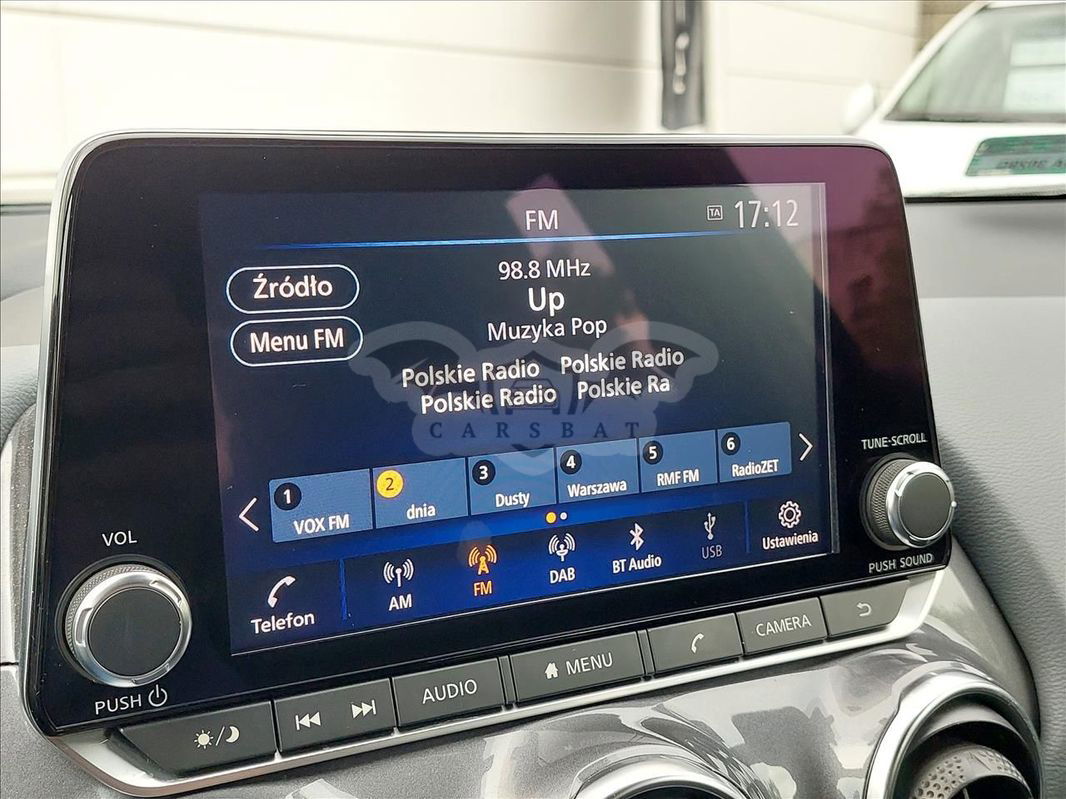 FM
TA 17:12
Źródło
98.8 MHz
Up
Menu FM
Muzyka Pop
Polskie Radio Polskie Radio
Polskie Radio Polskie Ra
CARSBAT
1 VOX FM
2 dnia
3 Dusty
4 Warszawa
5 RMF FM
6 RadioZET
Telefon
AM
FM
DAB
BT Audio
USB
Ustawienia
VOL
PUSH
TUNE·SCROLL
PUSH SOUND
AUDIO
MENU
CAMERA